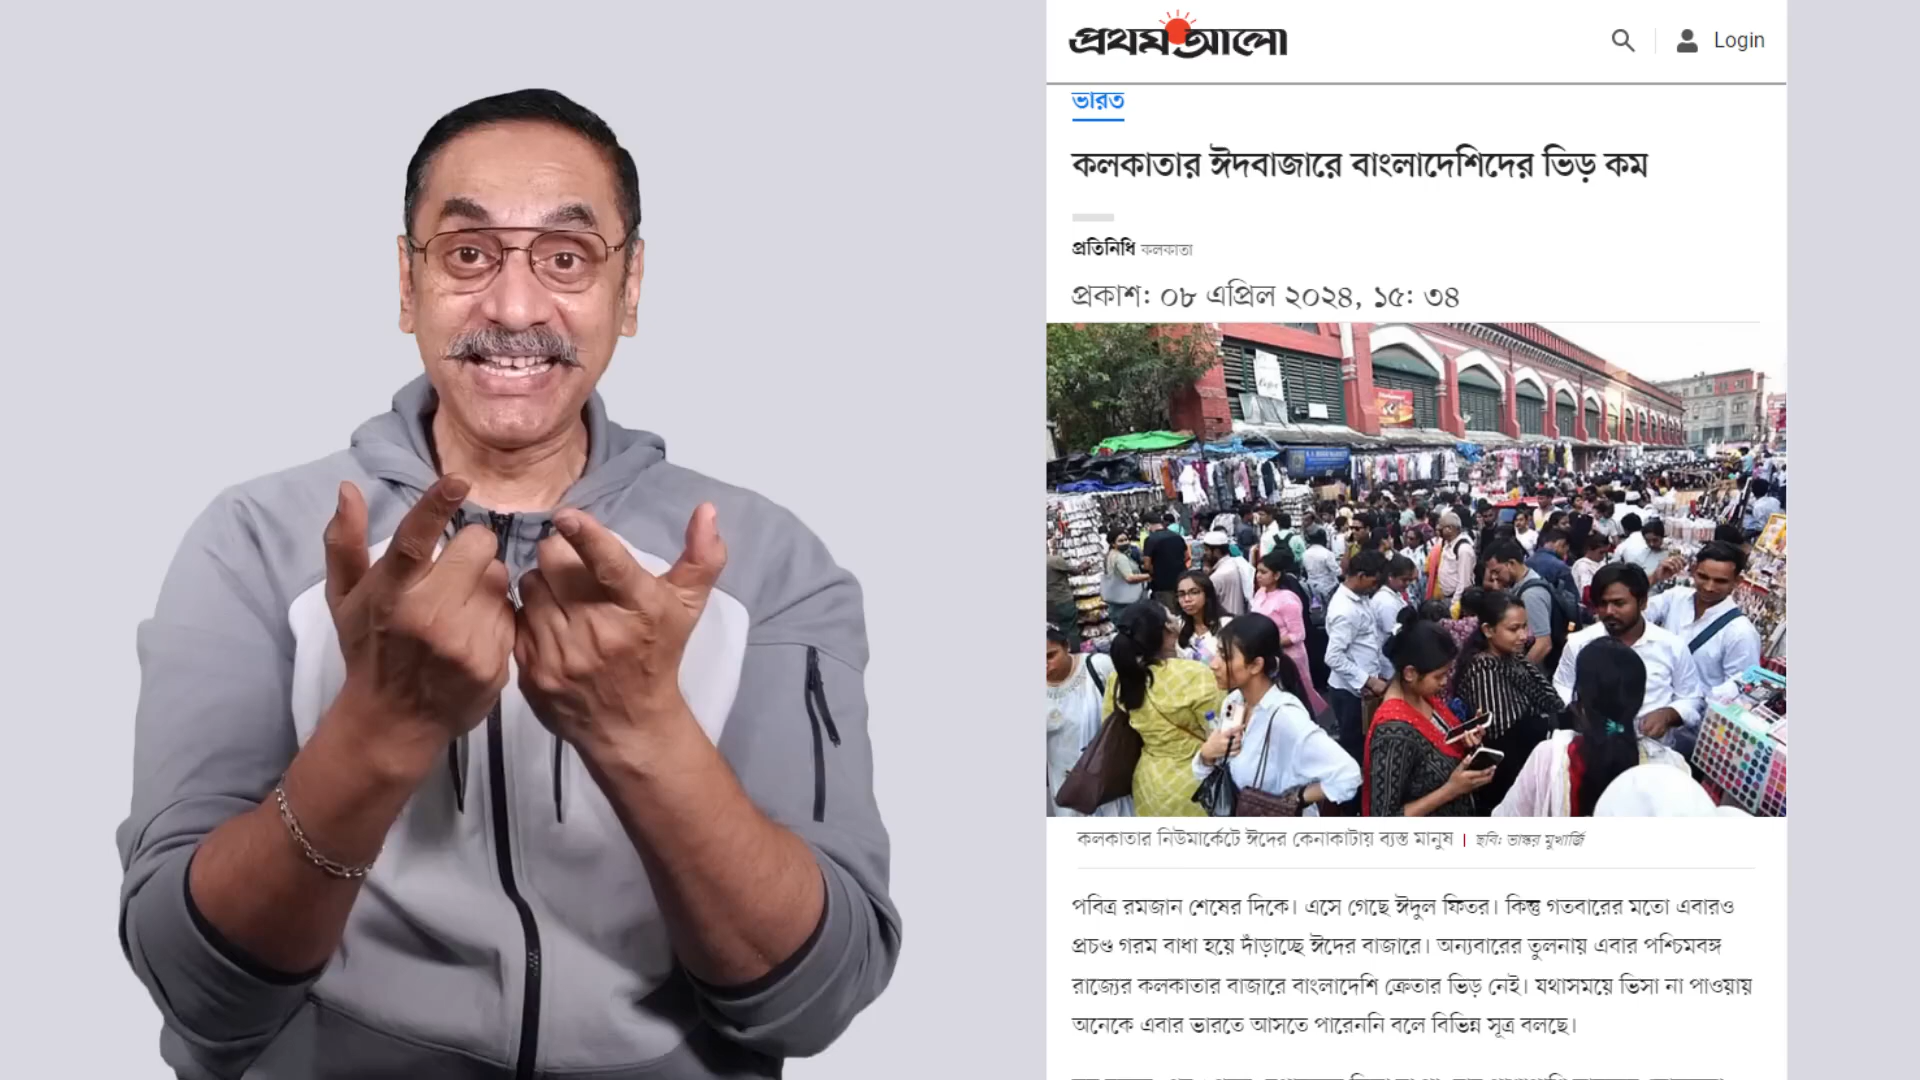 প্রথম আলো
Login
ভারত
কলকাতার ঈদবাজারে বাংলাদেশিদের ভিড় কম
প্রতিনিধি কলকাতা
প্রকাশ: ০৮ এপ্রিল ২০২৪, ১৫: ৩৪
কলকাতার নিউমার্কেটে ঈদের কেনাকাটায় ব্যস্ত মানুষ | ছবি: ভাস্কর মুখার্জি
পবিত্র রমজান শেষের দিকে। এসে গেছে ঈদুল ফিতর। কিন্তু গতবারের মতো এবারও
প্রচণ্ড গরম বাধা হয়ে দাঁড়াচ্ছে ঈদের বাজারে। অন্যবারের তুলনায় এবার পশ্চিমবঙ্গ
রাজ্যের কলকাতার বাজারে বাংলাদেশি ক্রেতার ভিড় নেই। যথাসময়ে ভিসা না পাওয়ায়
অনেকে এবার ভারতে আসতে পারেননি বলে বিভিন্ন সূত্র বলছে।